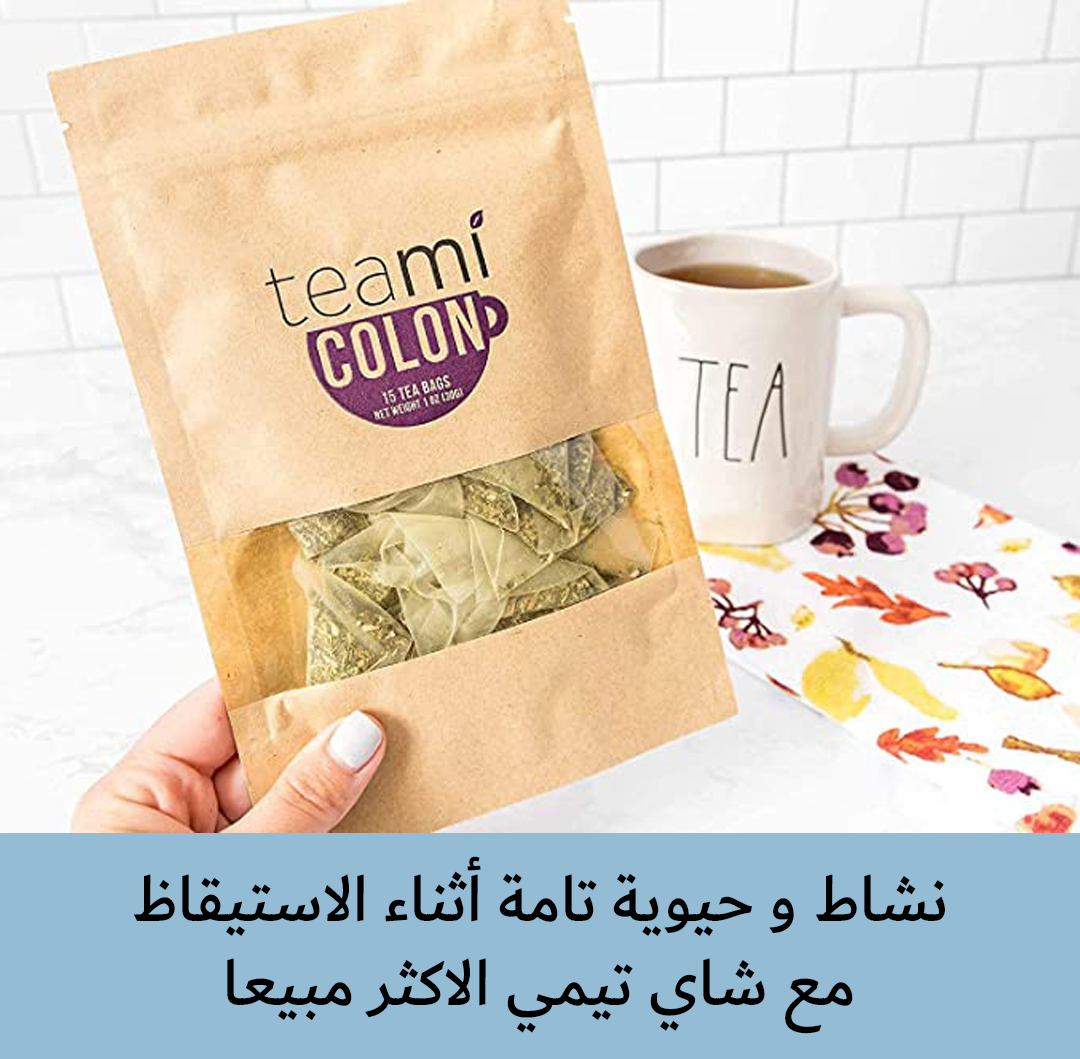 teami
COLON
15 TEA BAGS
NET WEIGHT 1 OZ (30G)
TEA
نشاط و حيوية تامة أثناء الاستيقاظ
مع شاي تيمي الاكثر مبيعا